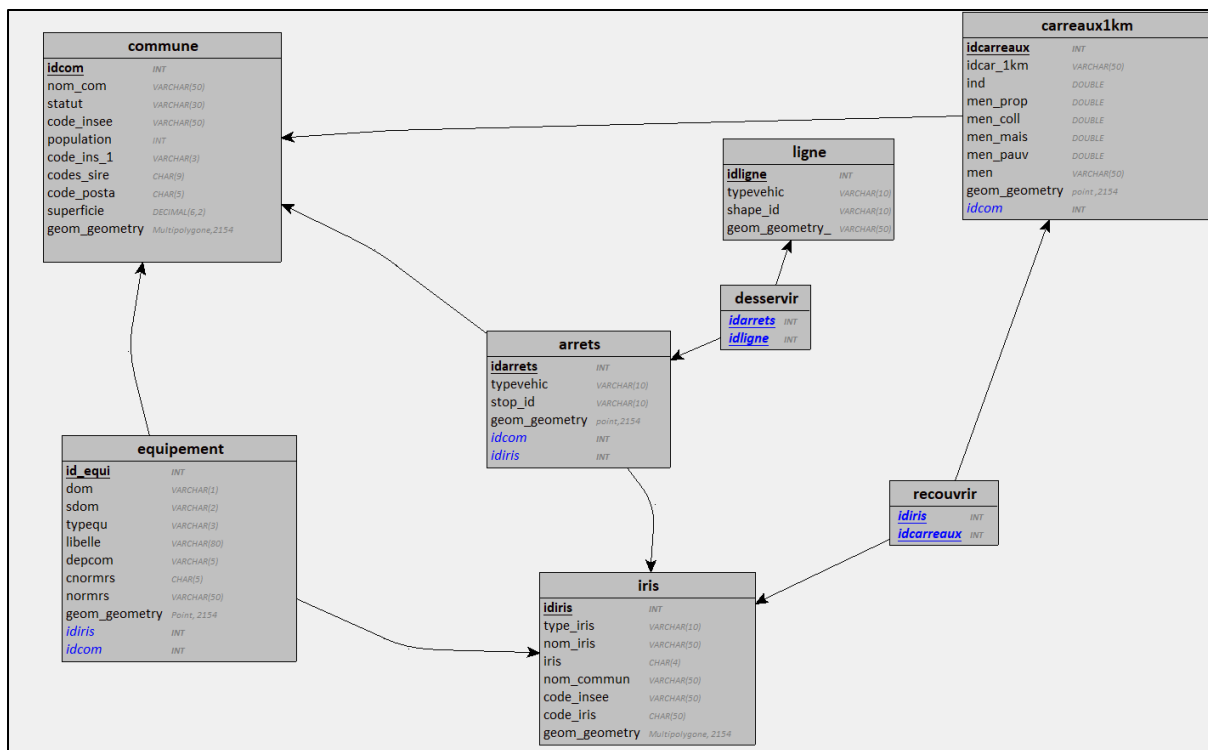 commune
idcom INT
nom_com VARCHAR(50)
statut VARCHAR(30)
code_insee VARCHAR(50)
population INT
code_ins_1 VARCHAR(3)
codes_sire CHAR(9)
code_posta CHAR(5)
superficie DECIMAL(6,2)
geom_geometry Multipolygone,2154
carreaux1km
idcarreaux INT
idcar_1km VARCHAR(50)
ind DOUBLE
men_prop DOUBLE
men_coll DOUBLE
men_mais DOUBLE
men_pauv DOUBLE
men VARCHAR(50)
geom_geometry point ,2154
idcom INT
ligne
idligne INT
typevehic VARCHAR(10)
shape_id VARCHAR(10)
geom_geometry_ VARCHAR(50)
desservir
idarrets INT
idligne INT
arrets
idarrets INT
typevehic VARCHAR(10)
stop_id VARCHAR(10)
geom_geometry point,2154
idcom INT
idiris INT
equipement
id_equi INT
dom VARCHAR(1)
sdom VARCHAR(2)
typequ VARCHAR(3)
libelle VARCHAR(80)
depcom VARCHAR(5)
cnormrs CHAR(5)
normrs VARCHAR(50)
geom_geometry Point, 2154
idiris INT
idcom INT
recouvrir
idiris INT
idcarreaux INT
iris
idiris INT
type_iris VARCHAR(10)
nom_iris VARCHAR(50)
iris CHAR(4)
nom_commun VARCHAR(50)
code_insee VARCHAR(50)
code_iris CHAR(50)
geom_geometry Multipolygone, 2154